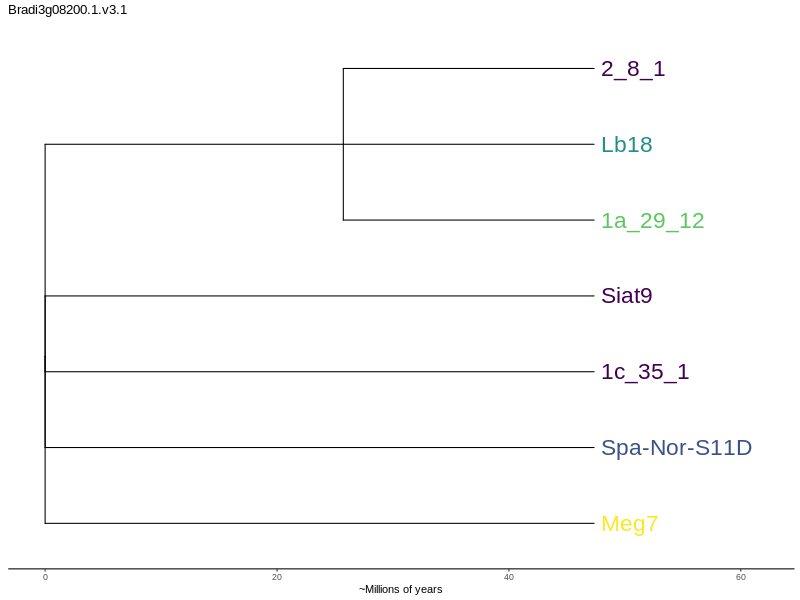 Bradi3g08200.1.v3.1
2_8_1
Lb18
1a_29_12
Siat9
1c_35_1
Spa-Nor-S11D
Meg7
0 20 40 60
~Millions of years